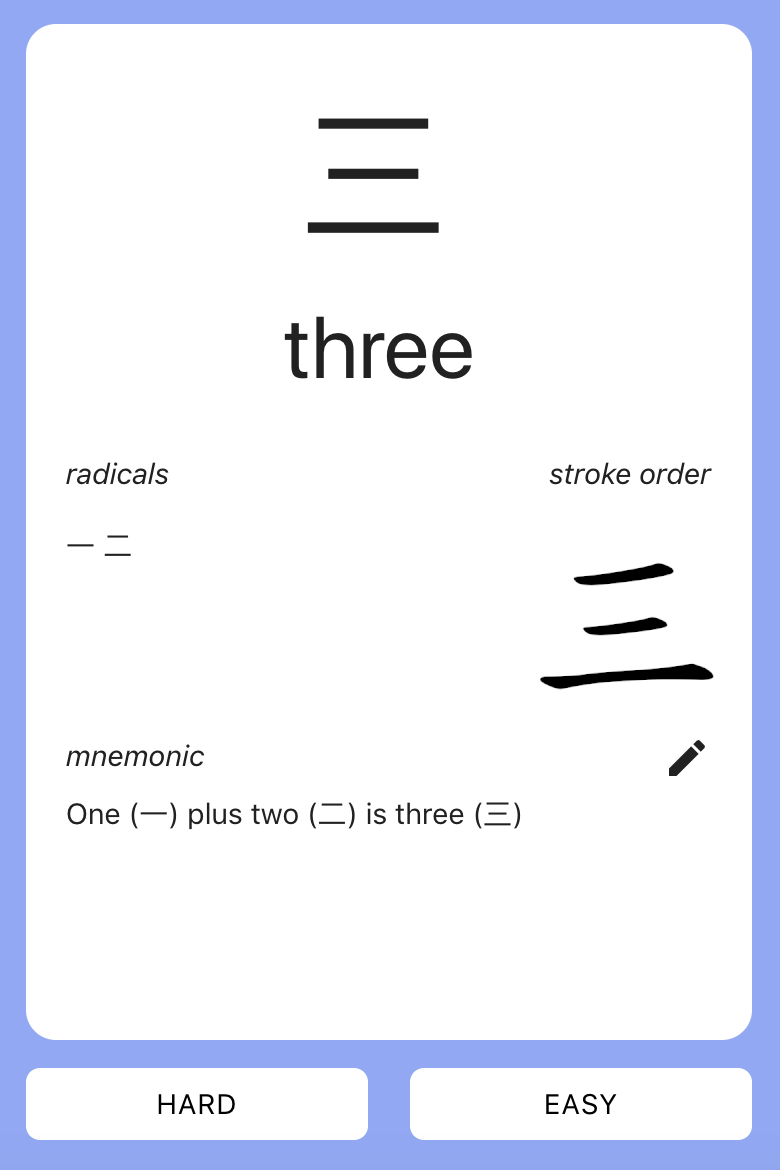 三
three
radicals
stroke order
一 二
三
mnemonic
One (一) plus two (二) is three (三)
HARD
EASY